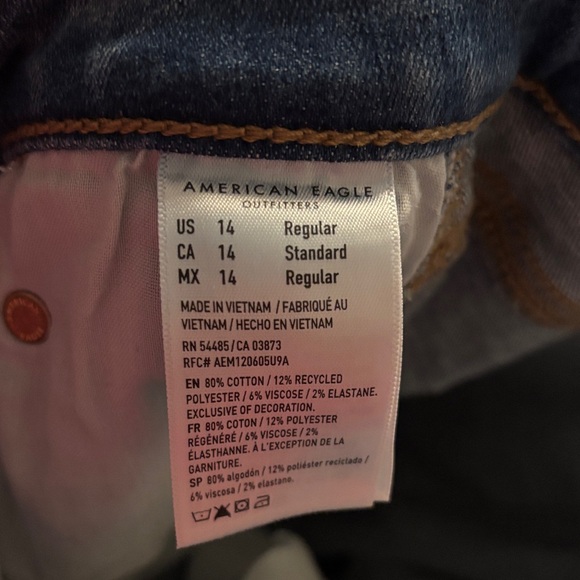 AMERICAN EAGLE
OUTFITTERS
US 14 Regular
CA 14 Standard
MX 14 Regular
MADE IN VIETNAM / FABRIQUÉ AU
VIETNAM / HECHO EN VIETNAM
RN 54485 / CA 03873
RFC# AEM120605U9A
EN 80% COTTON / 12% RECYCLED
POLYESTER / 6% VISCOSE / 2% ELASTANE.
EXCLUSIVE OF DECORATION.
FR 80% COTON / 12% POLYESTER
RÉGÉNÉRÉ / 6% VISCOSE / 2%
ÉLASTHANNE. À L'EXCEPTION DE LA
GARNITURE.
SP 80% algodón / 12% poliéster reciclado /
6% viscosa / 2% elastano.